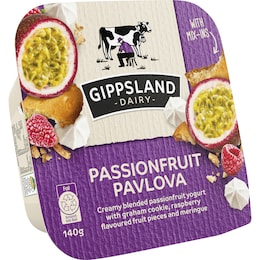 WITH
MIX-INS
GIPPSLAND
DAIRY
PASSIONFRUIT
PAVLOVA
Creamy blended passionfruit yogurt
with graham cookie, raspberry
flavoured fruit pieces and meringue
Foil
140g